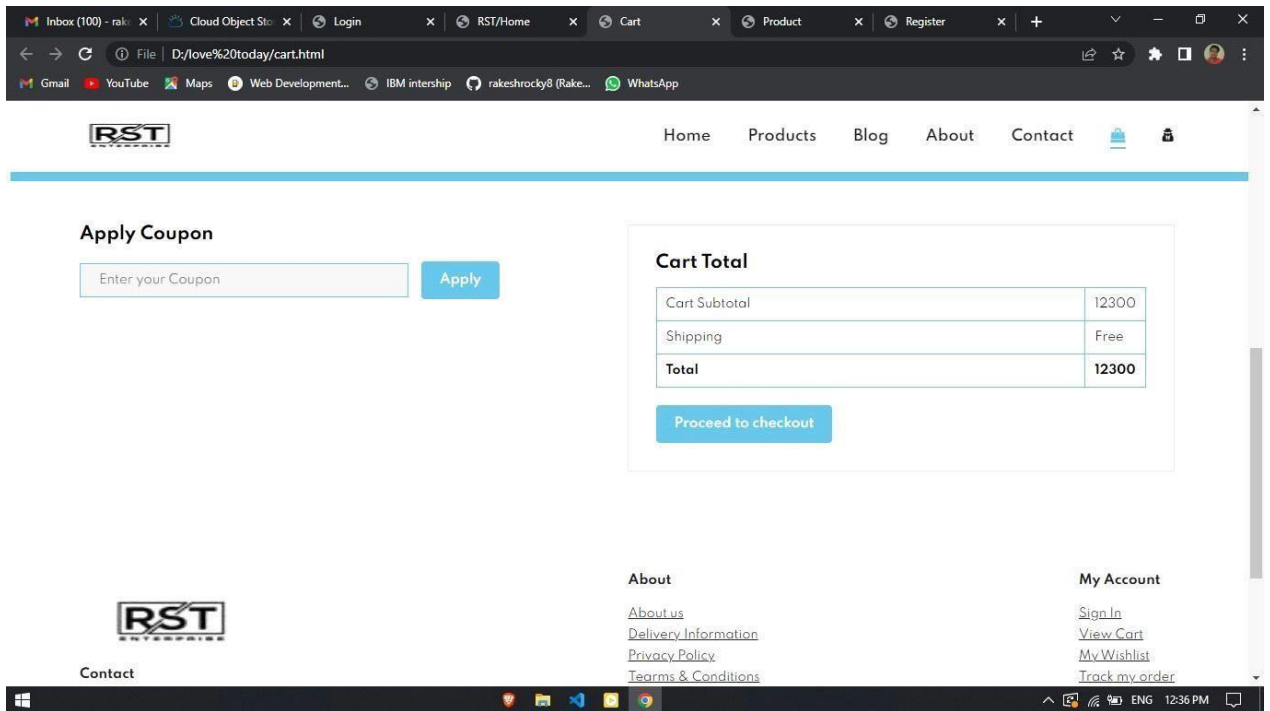 Inbox (100) - rak
Cloud Object Sto
Login
RST/Home
Cart
Product
Register
File
D:/love%20today/cart.html
Gmail
YouTube
Maps
Web Development...
IBM intership
rakeshrocky8 (Rake...
WhatsApp
RST
ENTERPRISE
Home Products Blog About Contact
Apply Coupon
Enter your Coupon
Apply
Cart Total
Cart Subtotal 12300
Shipping Free
Total 12300
Proceed to checkout
RST
ENTERPRISE
Contact
About
About us
Delivery Information
Privacy Policy
Tearms & Conditions
My Account
Sign In
View Cart
My Wishlist
Track my order
ENG 12:36 PM